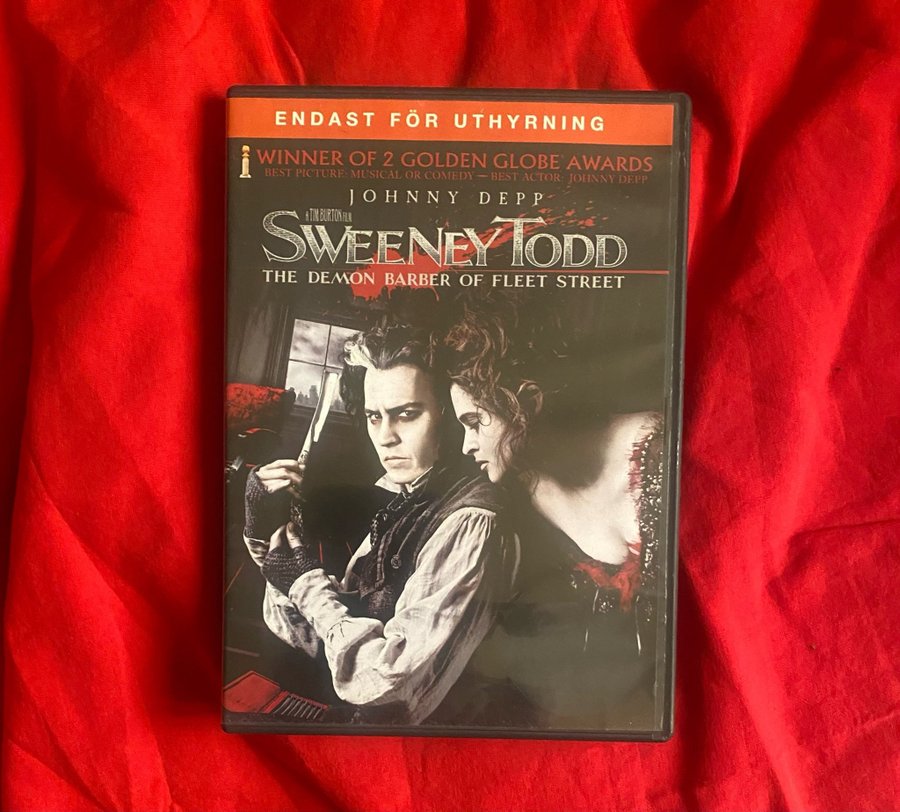 ENDAST FÖR UTHYRNING
WINNER OF 2 GOLDEN GLOBE® AWARDS
BEST PICTURE: MUSICAL OR COMEDY — BEST ACTOR: JOHNNY DEPP
JOHNNY DEPP
A TIM BURTON FILM
SWEENEY TODD
THE DEMON BARBER OF FLEET STREET